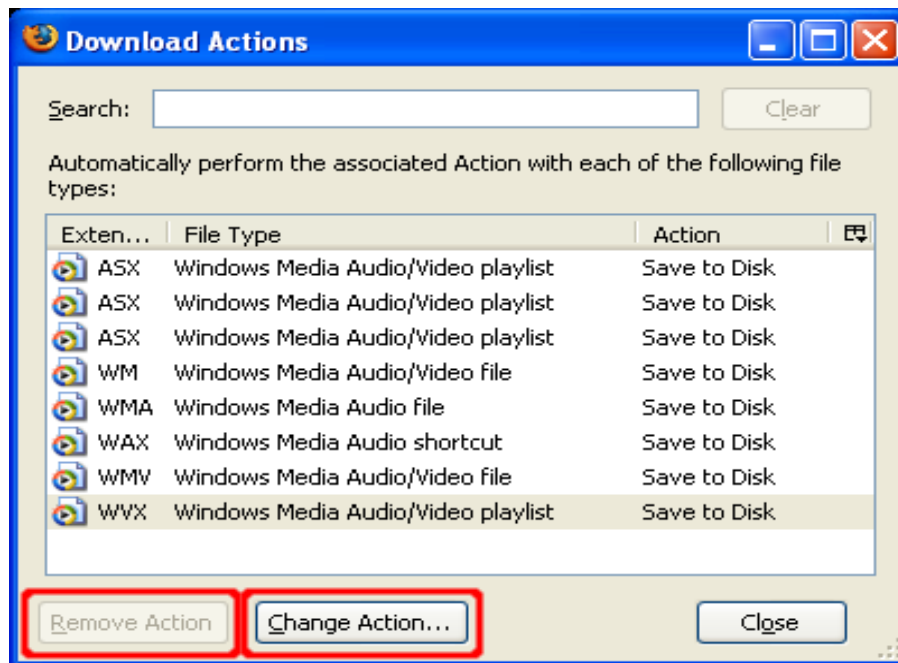 Download Actions
Search: Clear
Automatically perform the associated Action with each of the following file
types:
Exten... File Type Action
ASX Windows Media Audio/Video playlist Save to Disk
ASX Windows Media Audio/Video playlist Save to Disk
ASX Windows Media Audio/Video playlist Save to Disk
WM Windows Media Audio/Video file Save to Disk
WMA Windows Media Audio file Save to Disk
WAX Windows Media Audio shortcut Save to Disk
WMV Windows Media Audio/Video file Save to Disk
WVX Windows Media Audio/Video playlist Save to Disk
Remove Action Change Action... Close